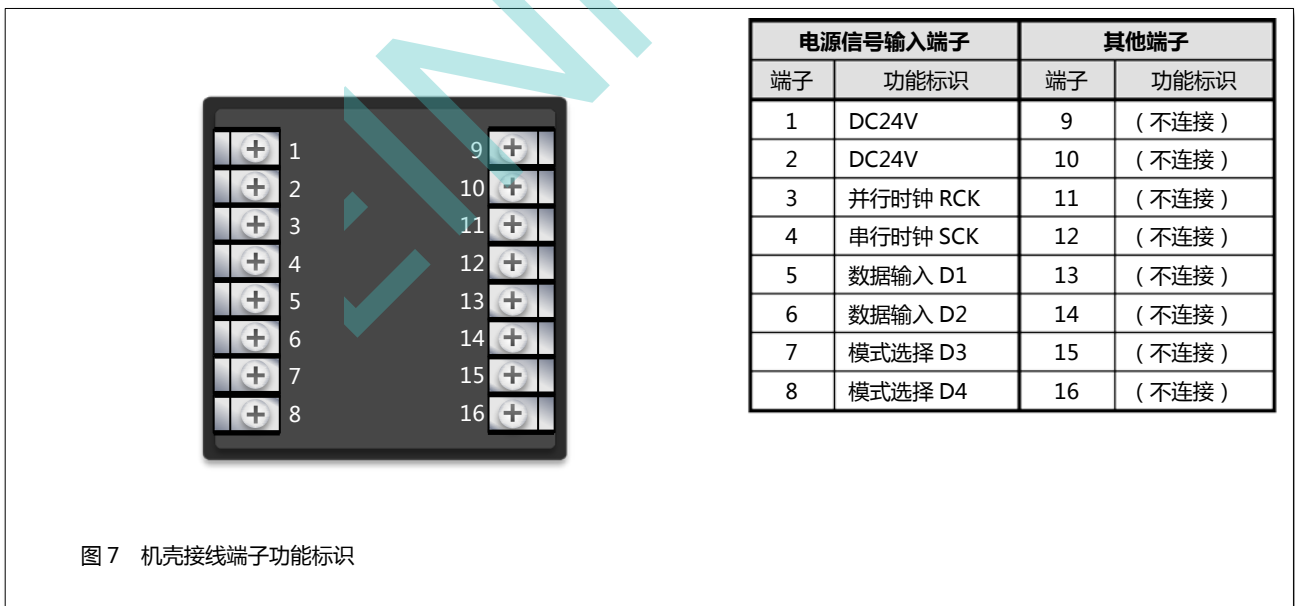 电源信号输入端子 其他端子
端子 功能标识 端子 功能标识
1 DC24V 9 （不连接）
2 DC24V 10 （不连接）
3 并行时钟 RCK 11 （不连接）
4 串行时钟 SCK 12 （不连接）
5 数据输入 D1 13 （不连接）
6 数据输入 D2 14 （不连接）
7 模式选择 D3 15 （不连接）
8 模式选择 D4 16 （不连接）
1 9
2 10
3 11
4 12
5 13
6 14
7 15
8 16
图 7 机壳接线端子功能标识